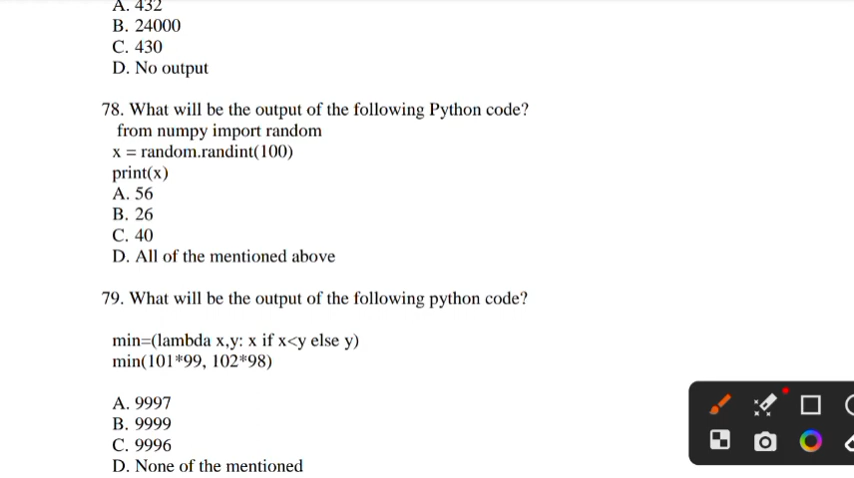 A. 432
B. 24000
C. 430
D. No output
78. What will be the output of the following Python code?
from numpy import random
x = random.randint(100)
print(x)
A. 56
B. 26
C. 40
D. All of the mentioned above
79. What will be the output of the following python code?
min=(lambda x,y: x if x<y else y)
min(101*99, 102*98)
A. 9997
B. 9999
C. 9996
D. None of the mentioned